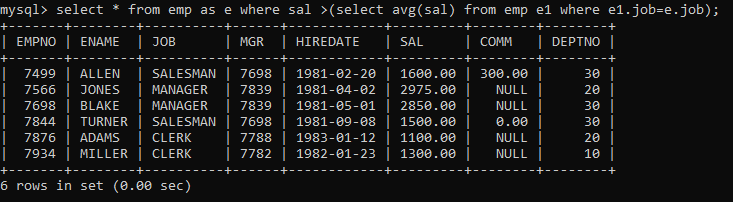 mysql> select * from emp as e where sal >(select avg(sal) from emp e1 where e1.job=e.job);
+-------+--------+----------+------+------------+---------+--------+--------+
| EMPNO | ENAME  | JOB      | MGR  | HIREDATE   | SAL     | COMM   | DEPTNO |
+-------+--------+----------+------+------------+---------+--------+--------+
|  7499 | ALLEN  | SALESMAN | 7698 | 1981-02-20 | 1600.00 | 300.00 |     30 |
|  7566 | JONES  | MANAGER  | 7839 | 1981-04-02 | 2975.00 |   NULL |     20 |
|  7698 | BLAKE  | MANAGER  | 7839 | 1981-05-01 | 2850.00 |   NULL |     30 |
|  7844 | TURNER | SALESMAN | 7698 | 1981-09-08 | 1500.00 |   0.00 |     30 |
|  7876 | ADAMS  | CLERK    | 7788 | 1983-01-12 | 1100.00 |   NULL |     20 |
|  7934 | MILLER | CLERK    | 7782 | 1982-01-23 | 1300.00 |   NULL |     10 |
+-------+--------+----------+------+------------+---------+--------+--------+
6 rows in set (0.00 sec)